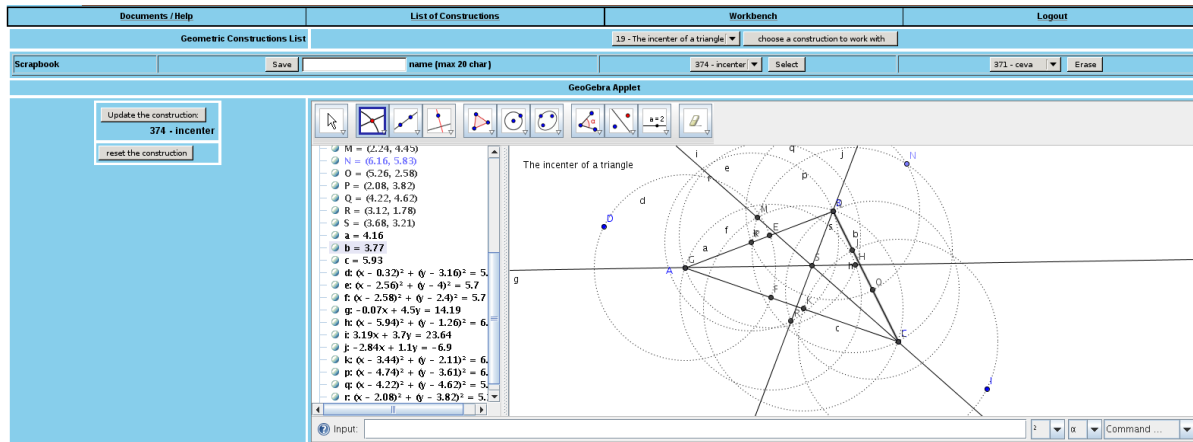 Documents / Help List of Constructions Workbench Logout
Geometric Constructions List 19 - The incenter of a triangle choose a construction to work with
Scrapbook Save name (max 20 char) 374 - incenter Select 371 - ceva Erase
GeoGebra Applet
Update the construction:
374 - incenter
reset the construction
a = 2
M = (2.24, 4.45)
N = (6.16, 5.83)
O = (5.26, 2.58)
P = (2.08, 3.82)
Q = (4.22, 4.62)
R = (3.12, 1.78)
S = (3.68, 3.21)
a = 4.16
b = 3.77
c = 5.93
d: (x - 0.32)² + (y - 3.16)² = 5.
e: (x - 2.56)² + (y - 4)² = 5.7
f: (x - 2.58)² + (y - 2.4)² = 5.7
g: -0.07x + 4.5y = 14.19
h: (x - 5.94)² + (y - 1.26)² = 6.
i: 3.19x + 3.7y = 23.64
j: -2.84x + 1.1y = -6.9
k: (x - 3.44)² + (y - 2.11)² = 6.
p: (x - 4.74)² + (y - 3.61)² = 6.
q: (x - 4.22)² + (y - 4.62)² = 5.
r: (x - 2.08)² + (y - 3.82)² = 5.
The incenter of a triangle
i q j N
e r p
d D M
f E s b
a G H
A S h
g F O
K
c
Input: 2 α Command ...